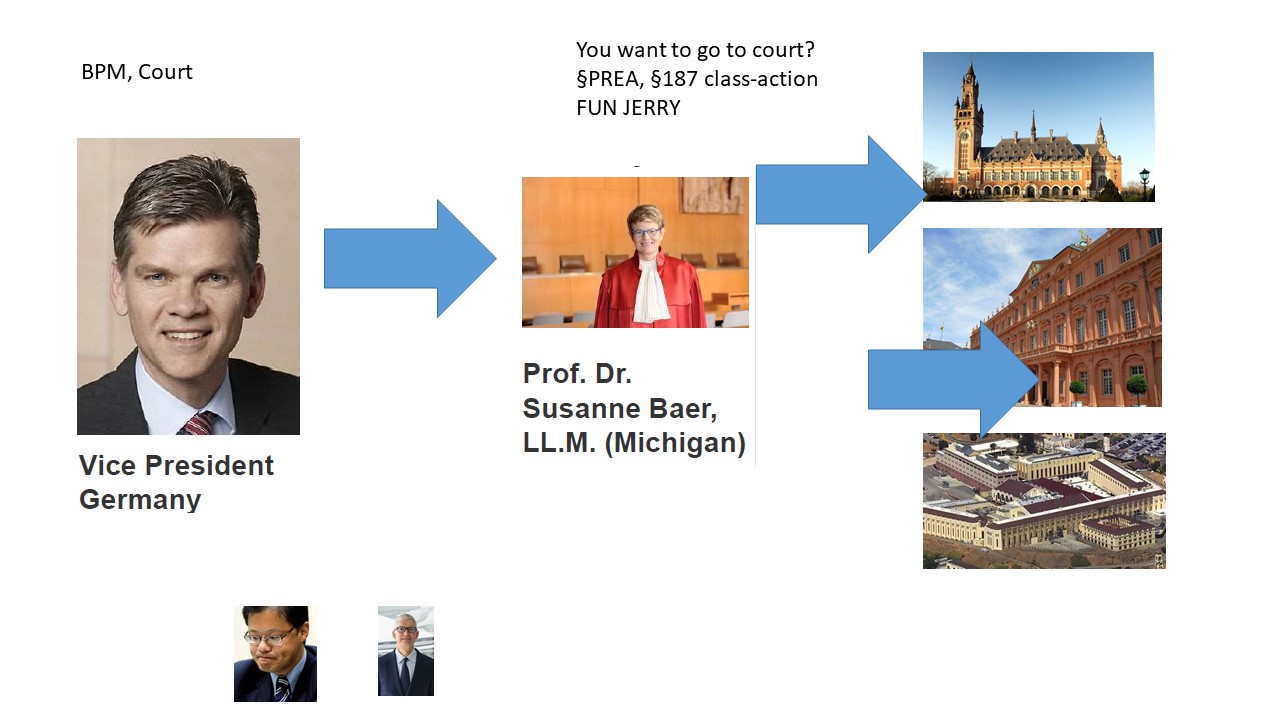 BPM, Court
You want to go to court?
§PREA, §187 class-action
FUN JERRY
-
Vice President
Germany
Prof. Dr.
Susanne Baer,
LL.M. (Michigan)